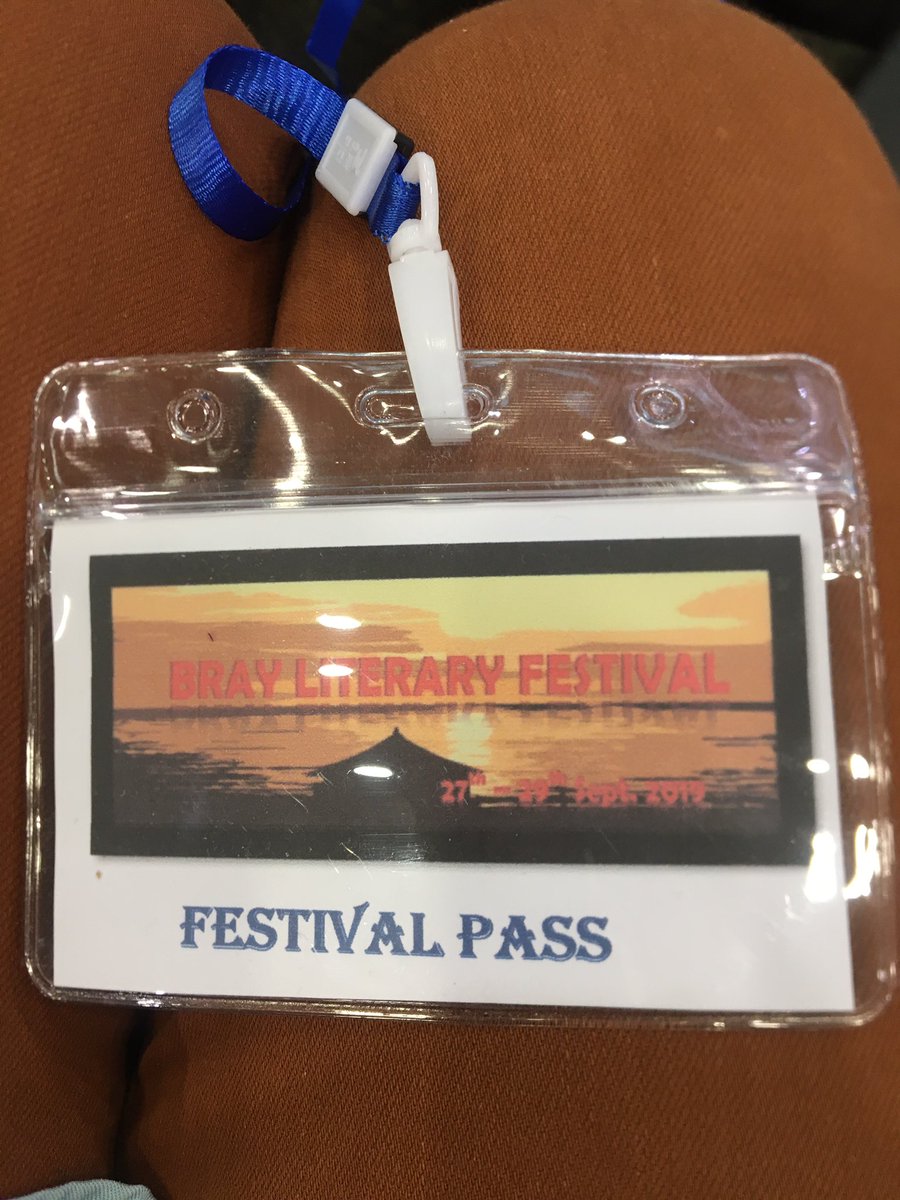 BRAY LITERARY FESTIVAL
27th - 29th Sept. 2019
FESTIVAL PASS